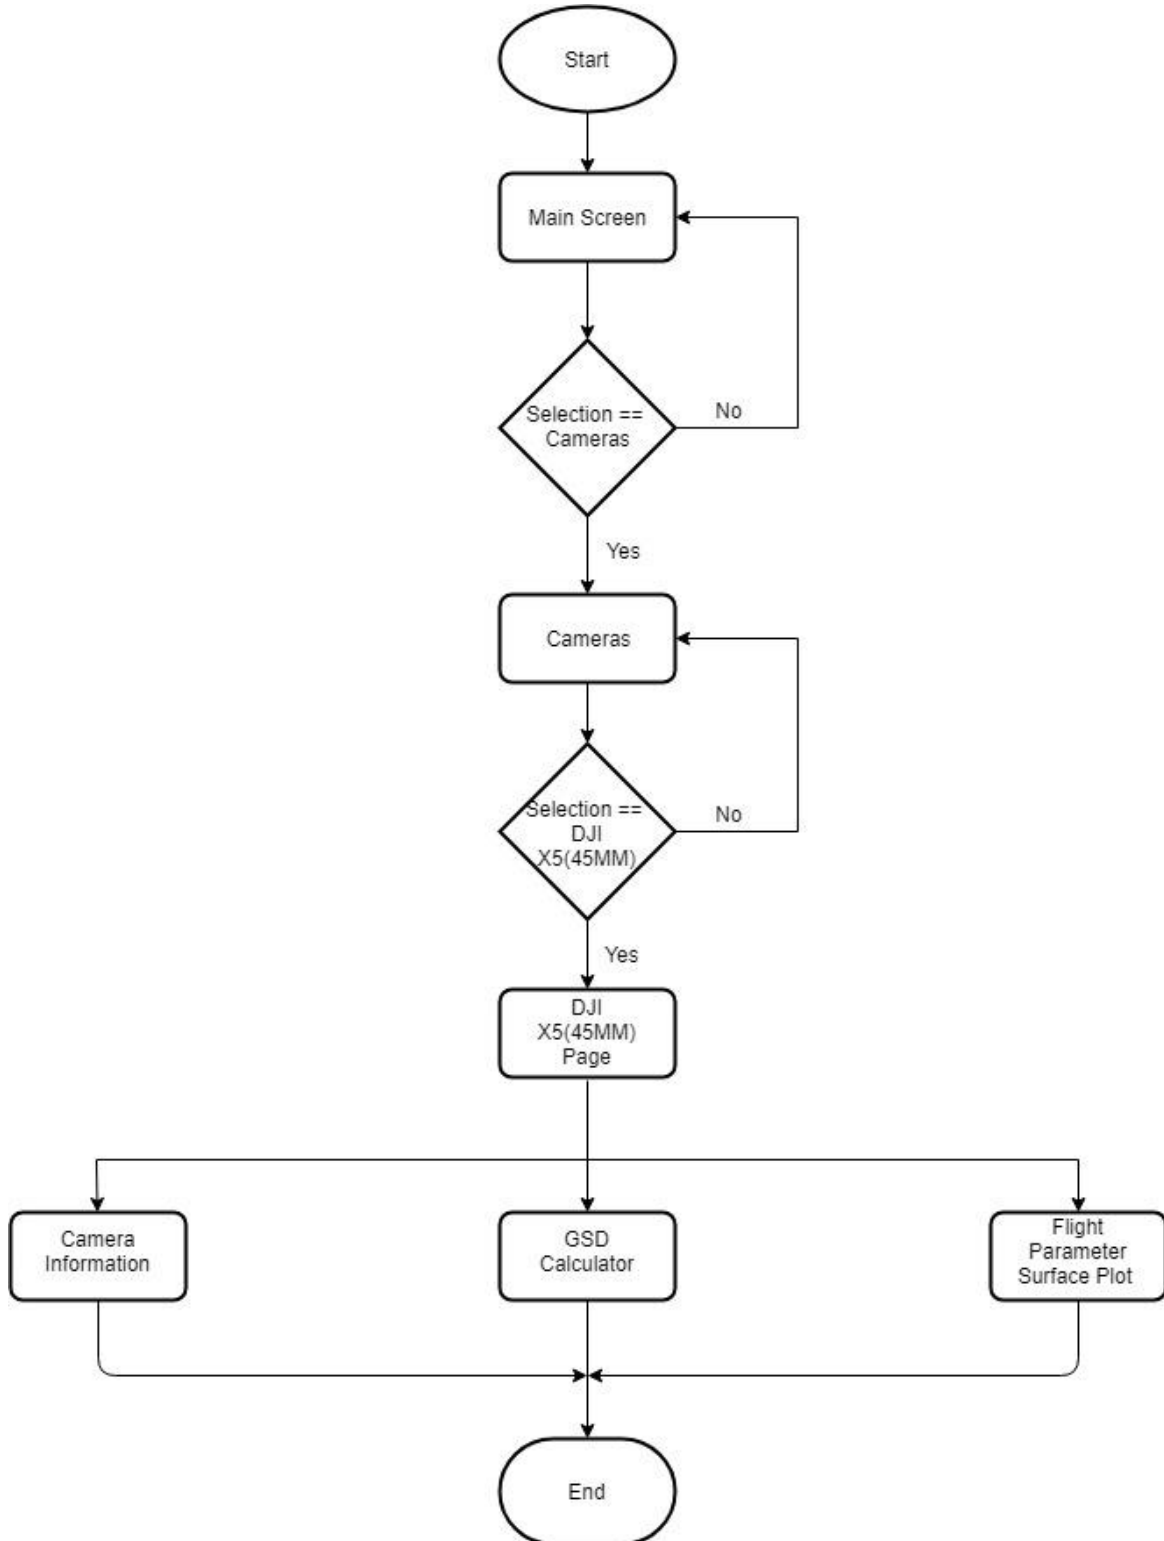 Start
Main Screen
Selection ==
Cameras
No
Yes
Cameras
Selection ==
DJI
X5(45MM)
No
Yes
DJI
X5(45MM)
Page
Camera
Information
GSD
Calculator
Flight
Parameter
Surface Plot
End